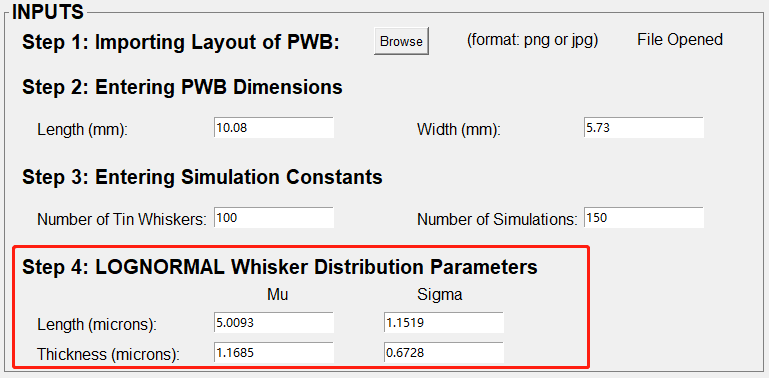 INPUTS
Step 1: Importing Layout of PWB: Browse (format: png or jpg) File Opened
Step 2: Entering PWB Dimensions
Length (mm): 10.08 Width (mm): 5.73
Step 3: Entering Simulation Constants
Number of Tin Whiskers: 100 Number of Simulations: 150
Step 4: LOGNORMAL Whisker Distribution Parameters
Mu Sigma
Length (microns): 5.0093 1.1519
Thickness (microns): 1.1685 0.6728